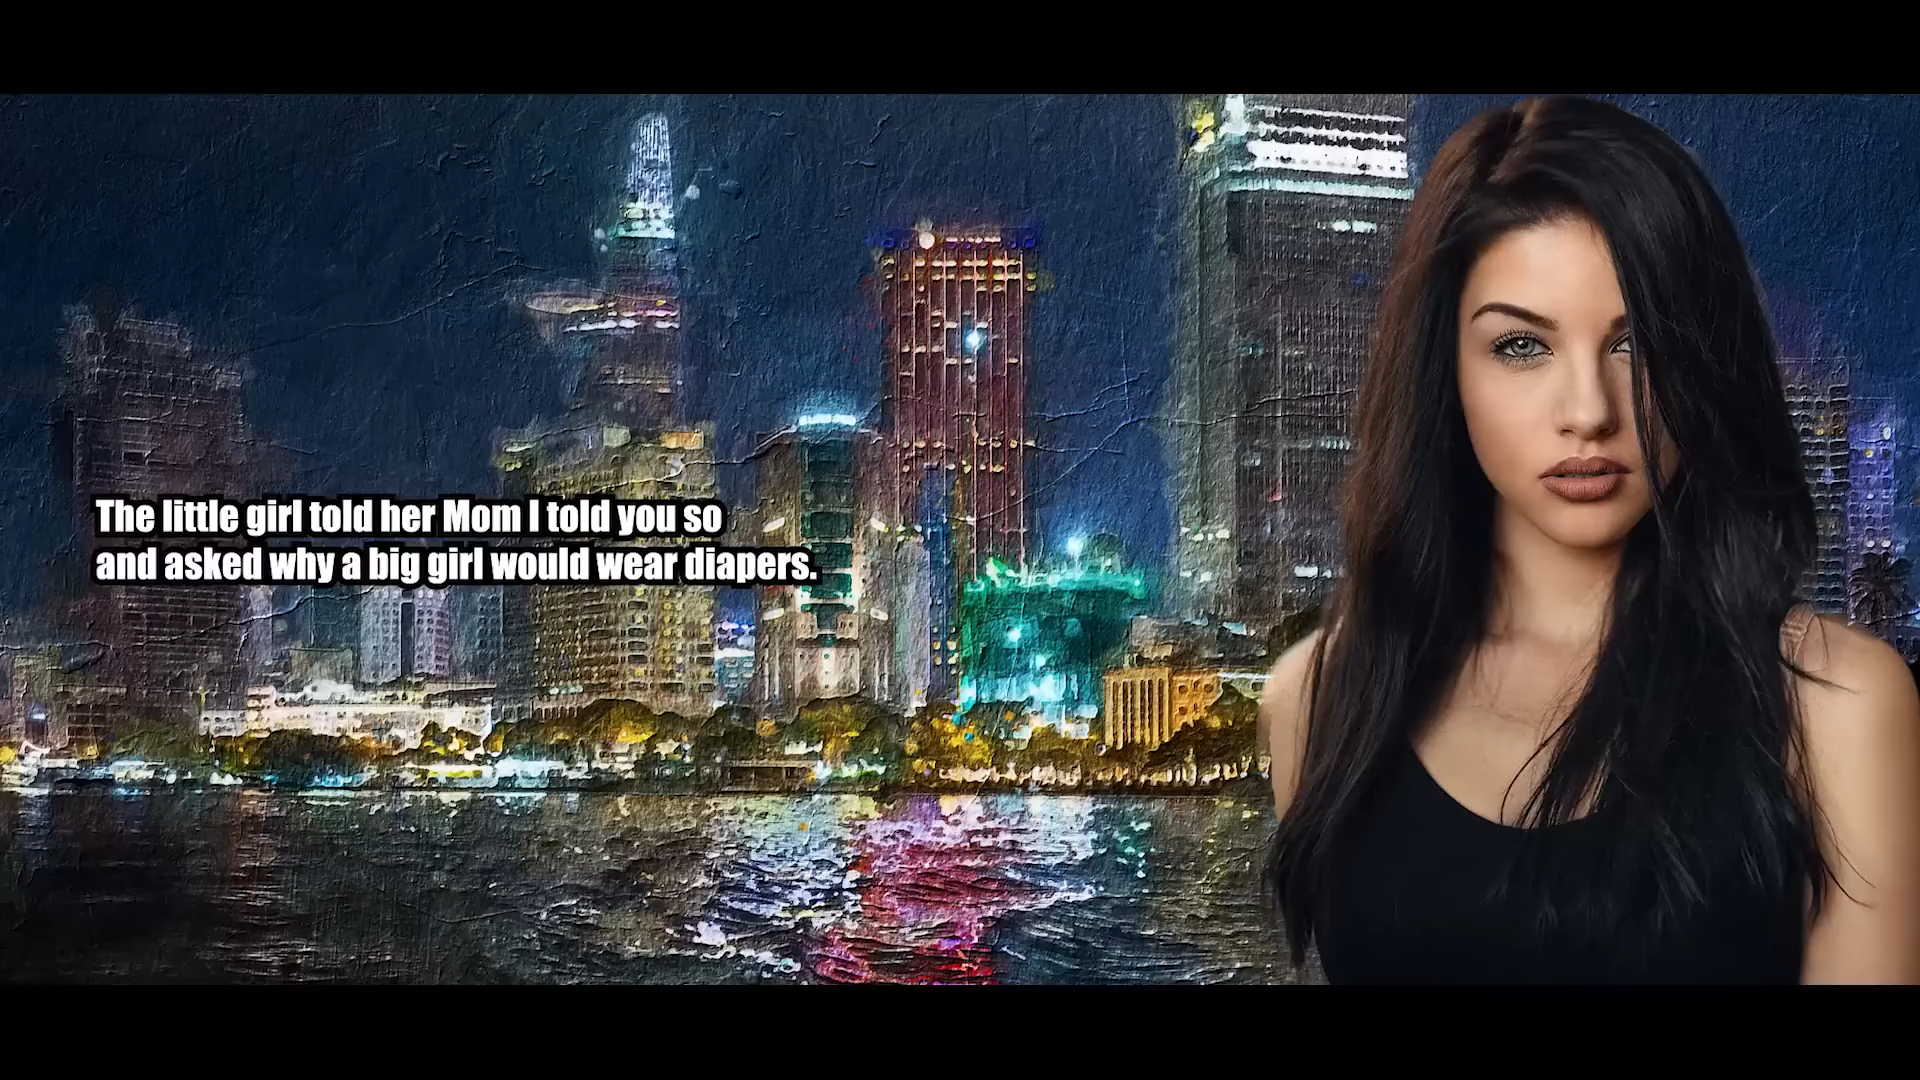 The little girl told her Mom I told you so
and asked why a big girl would wear diapers.